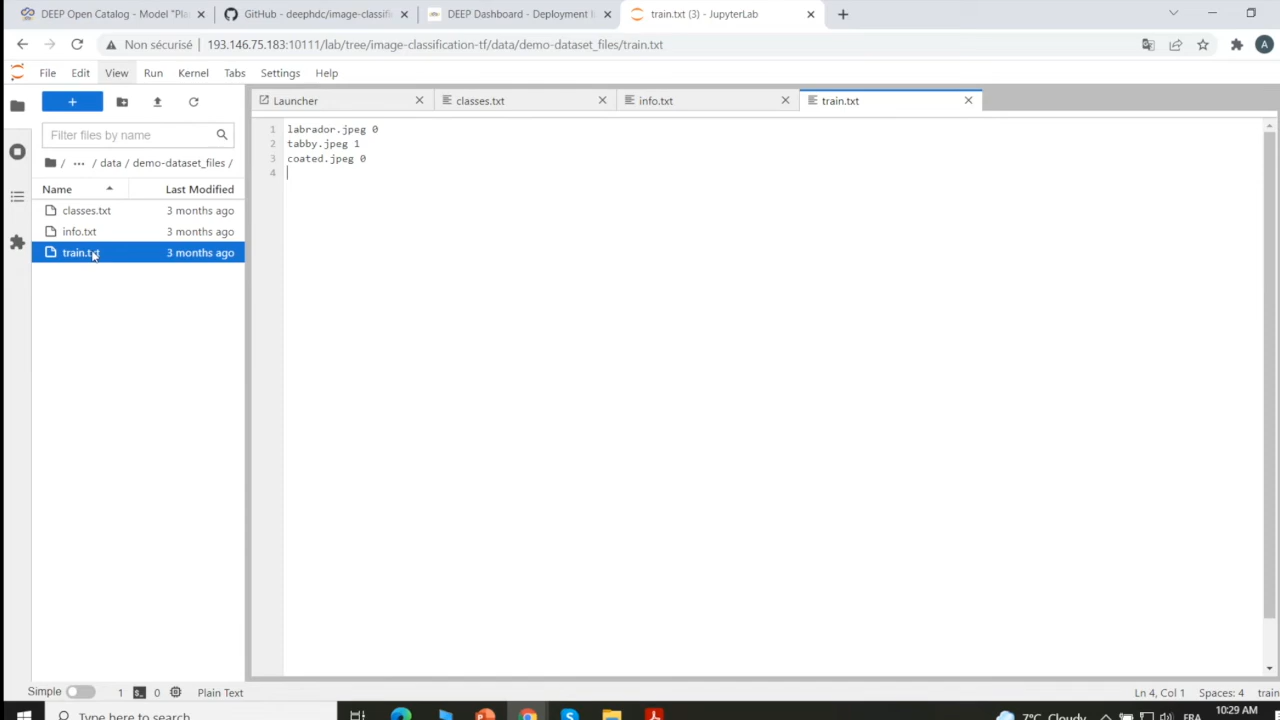 DEEP Open Catalog - Model "Pla
GitHub - deephdc/image-classifi
DEEP Dashboard - Deployment l
train.txt (3) - JupyterLab
Non sécurisé
193.146.75.183:10111/lab/tree/image-classification-tf/data/demo-dataset_files/train.txt
A
File Edit View Run Kernel Tabs Settings Help
Launcher
classes.txt
info.txt
train.txt
Filter files by name
/ ... / data / demo-dataset_files /
Name Last Modified
classes.txt 3 months ago
info.txt 3 months ago
train.txt 3 months ago
1 labrador.jpeg 0
2 tabby.jpeg 1
3 coated.jpeg 0
4
Simple 1 0 Plain Text
Ln 4, Col 1 Spaces: 4 train
Type here to search
7°C Cloudy
FRA
10:29 AM